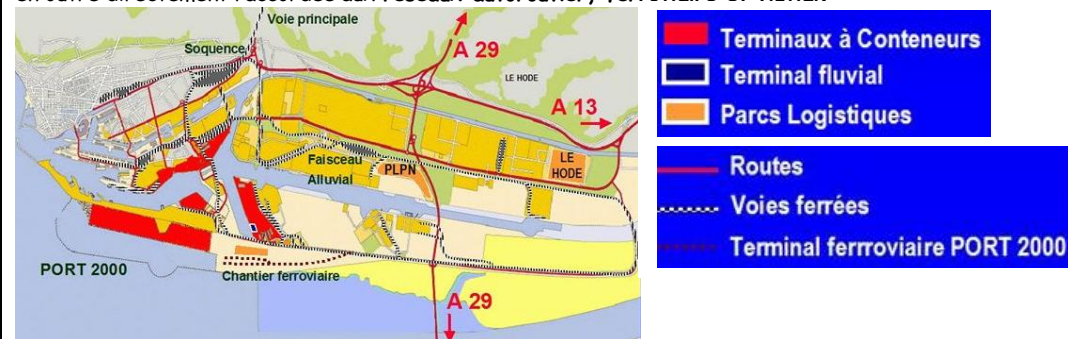 Voie principale
Soquence
A 29
LE HODE
A 13
Faisceau
Alluvial
PLPN
LE
HODE
PORT 2000
Chantier ferroviaire
A 29
Terminaux à Conteneurs
Terminal fluvial
Parcs Logistiques
Routes
Voies ferrées
Terminal ferrroviaire PORT 2000